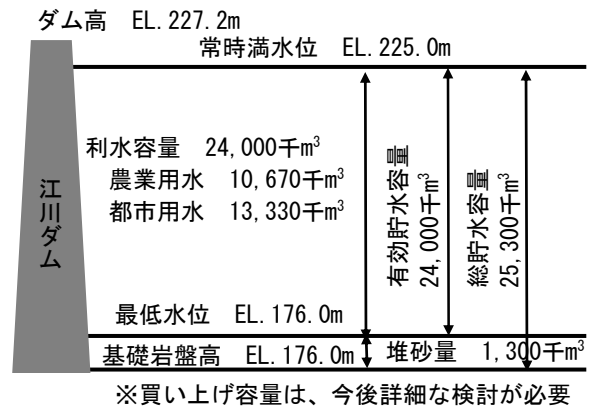 ダム高 EL.227.2m
常時満水位 EL.225.0m
利水容量 24,000千m³
農業用水 10,670千m³
都市用水 13,330千m³
江川ダム
有効貯水容量
24,000千m³
総貯水容量
25,300千m³
最低水位 EL.176.0m
基礎岩盤高 EL.176.0m
堆砂量 1,300千m³
※買い上げ容量は、今後詳細な検討が必要